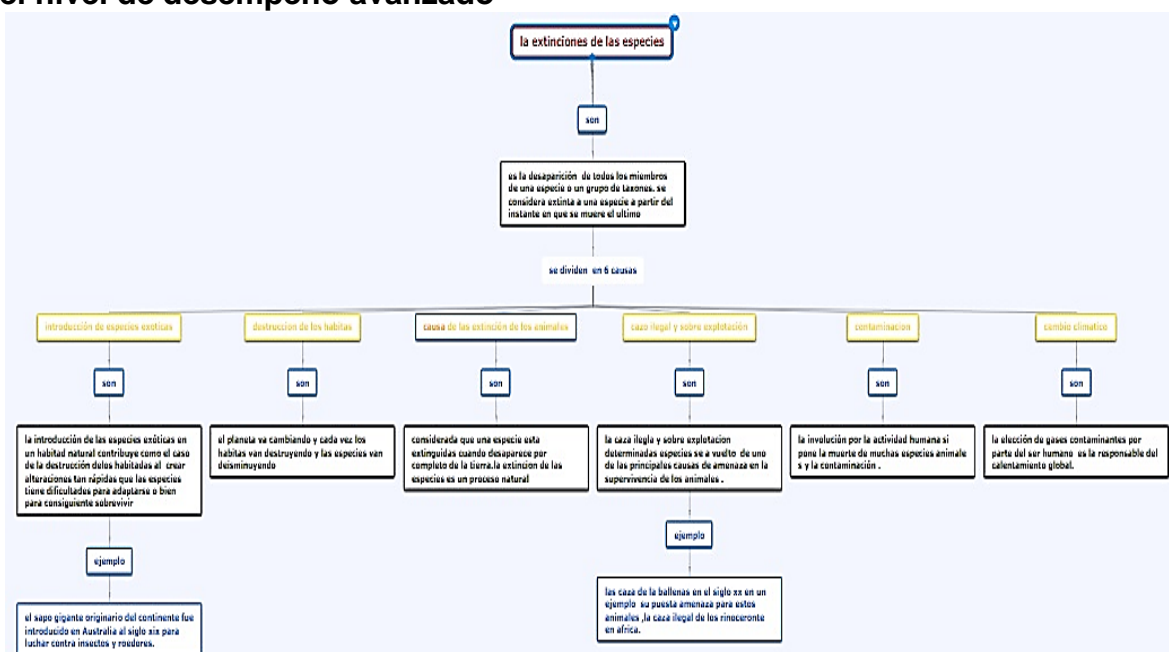 el nivel de desempeño avanzado
la extinciones de las especies
son
es la desaparición de todos los miembros
de una especie o un grupo de taxones. se
considera extinta a una especie a partir del
instante en que se muere el ultimo
se dividen en 6 causas
introducción de especies exoticas
destruccion de los habitas
causa de las extinción de los animales
cazo ilegal y sobre explotación
contaminacion
cambio climatico
son
son
son
son
son
son
la introducción de las especies exóticas en
un habitad natural contribuye como el caso
de la destrucción delos habitadas al crear
alteraciones tan rápidas que las especies
tiene dificultades para adaptarse o bien
para consiguiente sobrevivir
el planeta va cambiando y cada vez los
habitas van destruyendo y las especies van
deisminuyendo
considerada que una especie esta
extinguidas cuando desaparece por
completo de la tierra.la extincion de las
especies es un proceso natural
la caza ilegla y sobre explotacion
determinadas especies se a vuelto de uno
de las principales causas de amenaza en la
supervivencia de los animales .
la involución por la actividad humana si
pone la muerte de muchas especies animale
s y la contaminación .
la elección de gases contaminantes por
parte del ser humano es la responsable del
calentamiento global.
ejemplo
ejemplo
el sapo gigante originario del continente fue
introducido en Australia al siglo xix para
luchar contra insectos y roedores.
las caza de la ballenas en el siglo xx en un
ejemplo su puesta amenaza para estos
animales ,la caza ilegal de los rinoceronte
en africa.